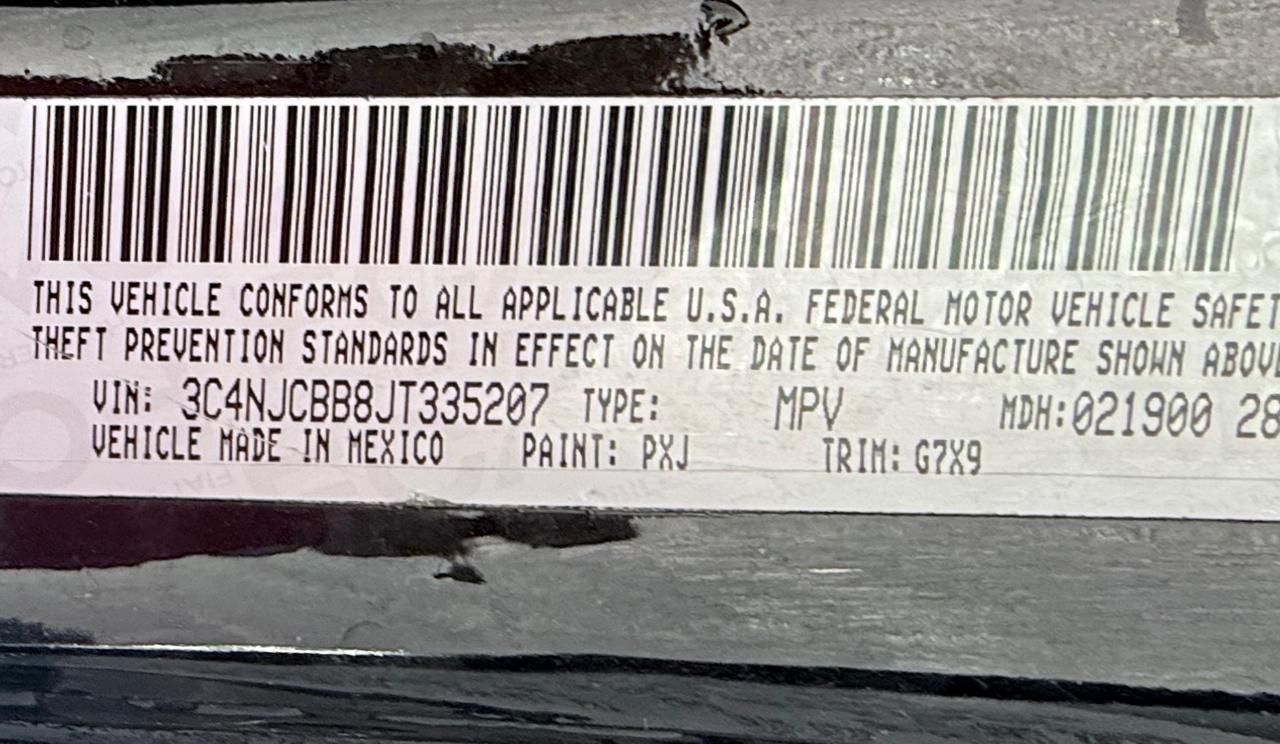 THIS VEHICLE CONFORMS TO ALL APPLICABLE U.S.A. FEDERAL MOTOR VEHICLE SAFET
THEFT PREVENTION STANDARDS IN EFFECT ON THE DATE OF MANUFACTURE SHOWN ABOVE
VIN: 3C4NJCBB8JT335207 TYPE: MPV MDH:021900 28
VEHICLE MADE IN MEXICO PAINT: PXJ TRIM: G7X9